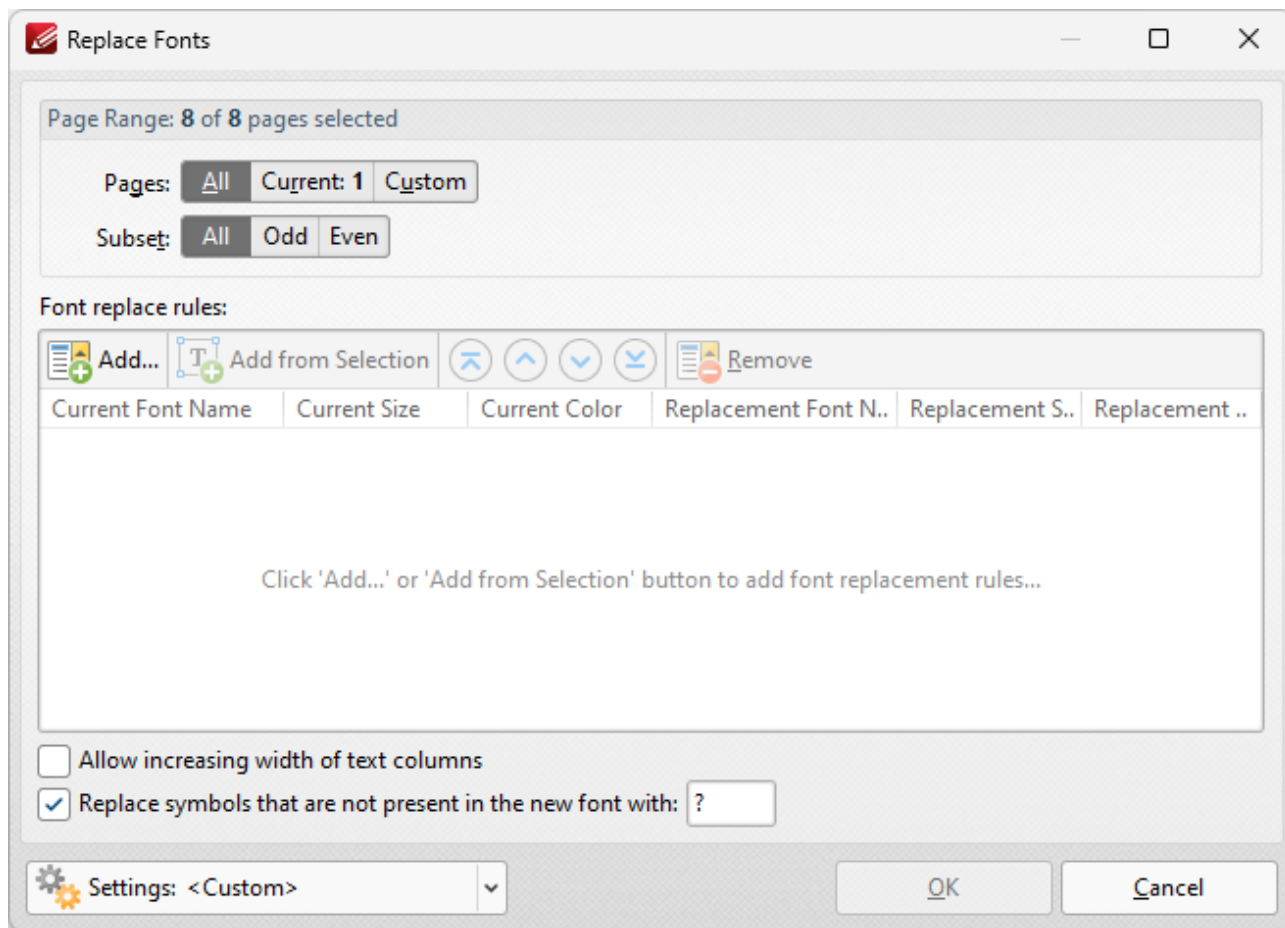 Replace Fonts
Page Range: 8 of 8 pages selected
Pages: All Current: 1 Custom
Subset: All Odd Even
Font replace rules:
Add... Add from Selection Remove
Current Font Name Current Size Current Color Replacement Font N.. Replacement S.. Replacement ..
Click 'Add...' or 'Add from Selection' button to add font replacement rules...
Allow increasing width of text columns
Replace symbols that are not present in the new font with: ?
Settings: <Custom> OK Cancel